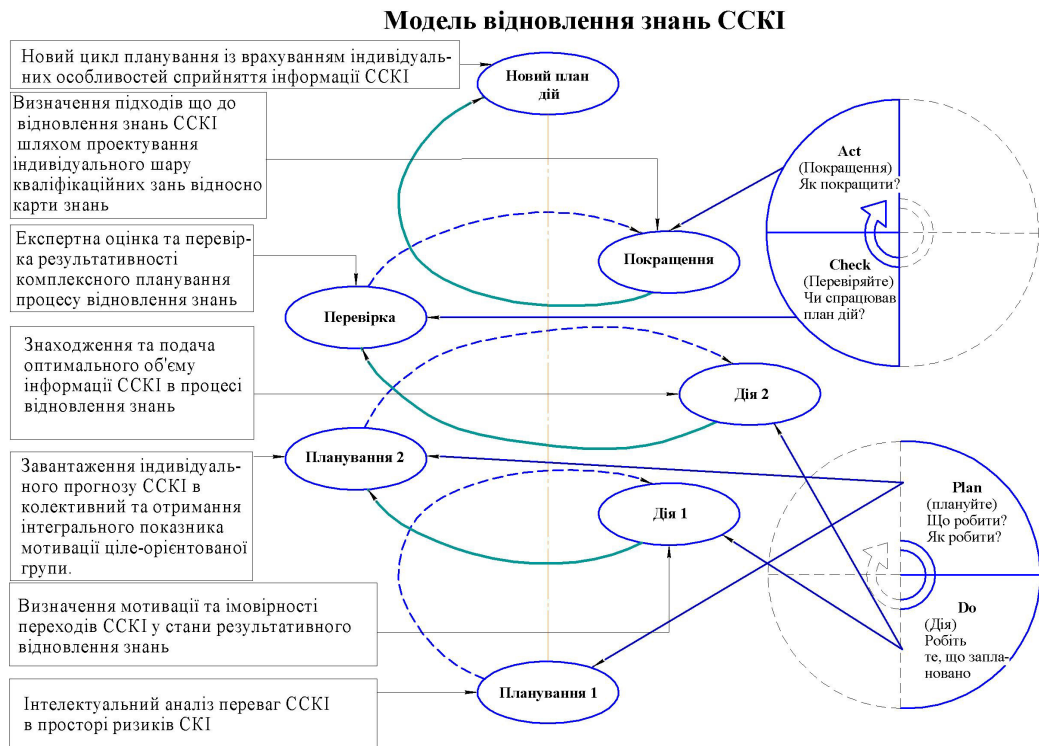 Модель відновлення знань ССКІ
Новий цикл планування із врахуванням індивідуаль-
них особливостей сприйняття інформації ССКІ
Визначення підходів що до
відновлення знань ССКІ
шляхом проектування
індивідуального шару
кваліфікаційних зань відносно
карти знань
Експертна оцінка та перевір-
ка результативності
комплексного планування
процесу відновлення знань
Знаходження та подача
оптимального об'єму
інформації ССКІ в процесі
відновлення знань
Завантаження індивідуаль-
ного прогнозу ССКІ в
колективний та отримання
інтегрального показника
мотивації ціле-орієнтованої
групи.
Визначення мотивації та імовірності
переходів ССКІ у стани результативного
відновлення знань
Інтелектуальний аналіз переваг ССКІ
в просторі ризиків СКІ
Новий план
дій
Покращення
Перевірка
Дія 2
Планування 2
Дія 1
Планування 1
Act
(Покращення)
Як покращити?
Check
(Перевіряйте)
Чи спрацював
план дій?
Plan
(плануйте)
Що робити?
Як робити?
Do
(Дія)
Робіть
те, що запла-
новано